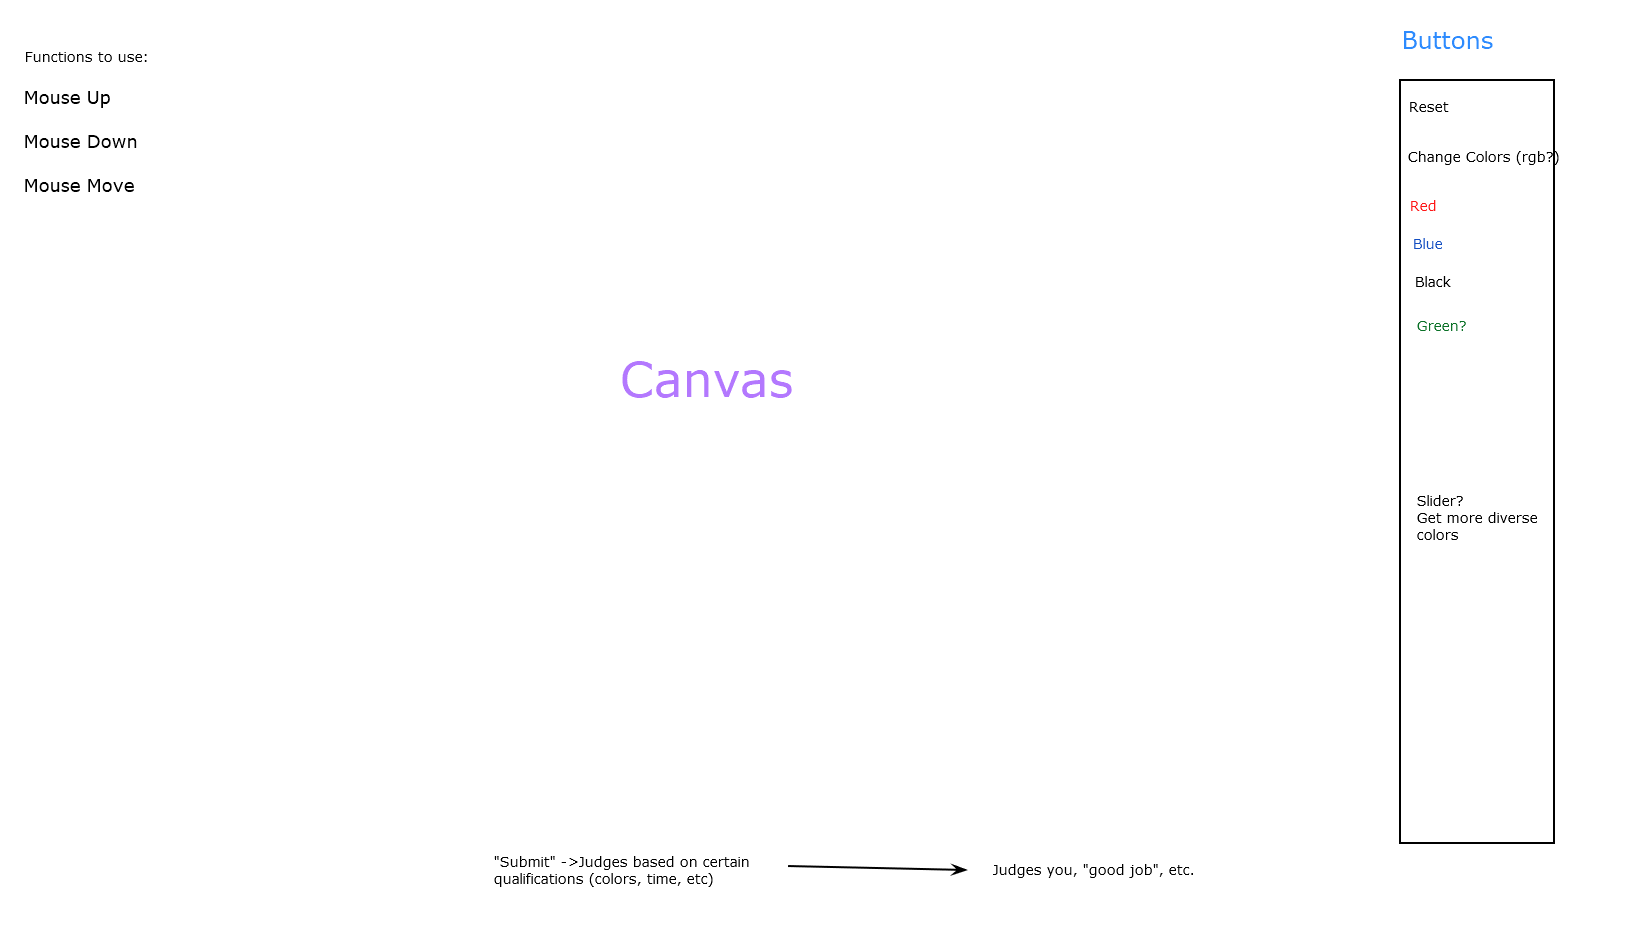 Functions to use:
Mouse Up
Mouse Down
Mouse Move
Canvas
Buttons
Reset
Change Colors (rgb?)
Red
Blue
Black
Green?
Slider?
Get more diverse
colors
"Submit" ->Judges based on certain
qualifications (colors, time, etc)
Judges you, "good job", etc.